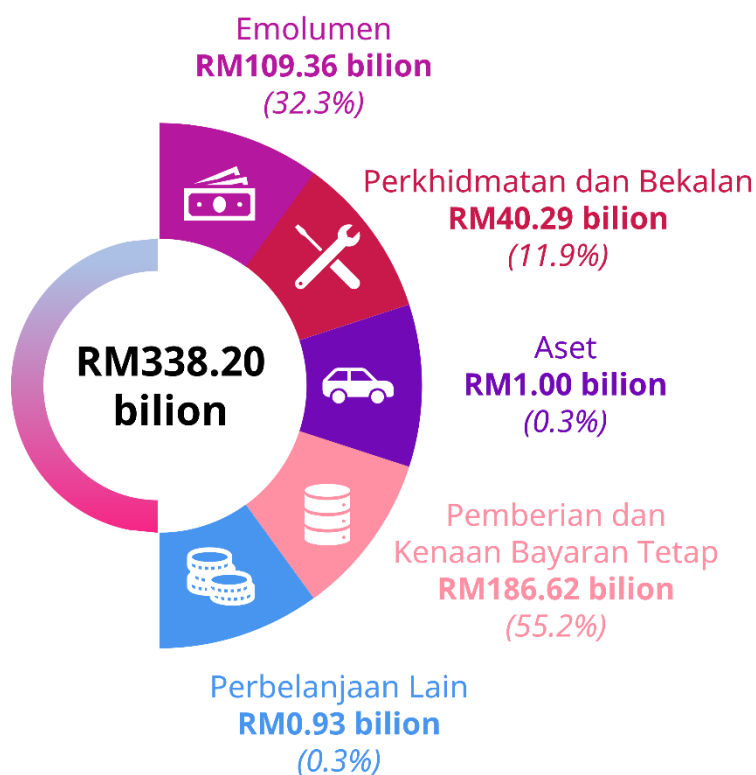 Emolumen
RM109.36 bilion
(32.3%)
Perkhidmatan dan Bekalan
RM40.29 bilion
(11.9%)
RM338.20
bilion
Aset
RM1.00 bilion
(0.3%)
Pemberian dan
Kenaan Bayaran Tetap
RM186.62 bilion
(55.2%)
Perbelanjaan Lain
RM0.93 bilion
(0.3%)